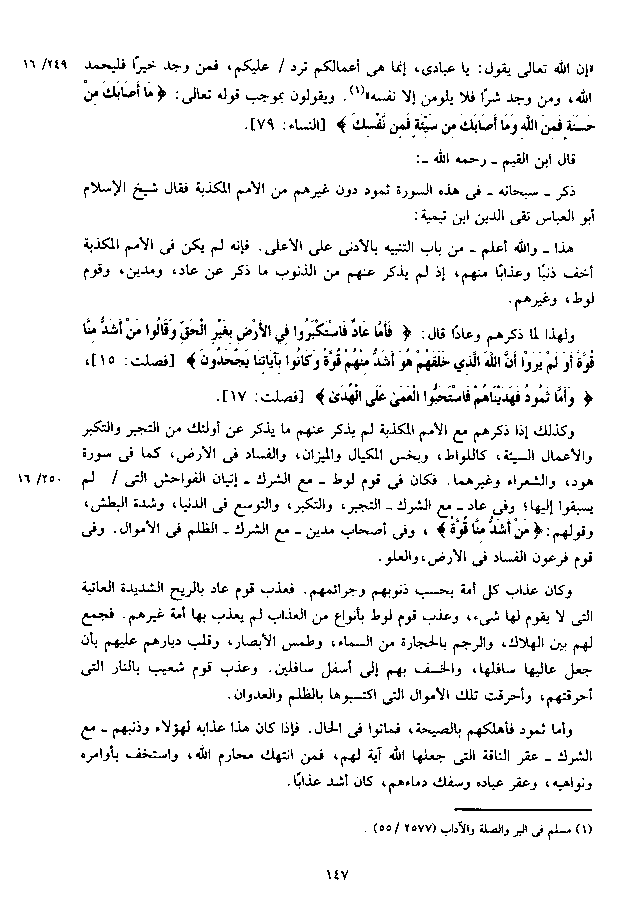 «إن الله تعالى يقول: يا عبادى، إنما هى أعمالكم ترد / عليكم، فمن وجد خيرًا فليحمد ١٦/٢٤٩
الله، ومن وجد شرًا فلا يلومن إلا نفسه»(١). ويقولون بموجب قوله تعالى: ﴿ مَا أَصَابَكَ مِنْ
حَسَنَةٍ فَمِنَ اللَّهِ وَمَا أَصَابَكَ مِن سَيِّئَةٍ فَمِن نَّفْسِكَ ﴾ [النساء: ٧٩].
قال ابن القيم ـ رحمه الله ـ:
ذكر ـ سبحانه ـ فى هذه السورة ثمود دون غيرهم من الأمم المكذبة فقال شيخ الإسلام
أبو العباس تقى الدين ابن تيمية:
هذا ـ والله أعلم ـ من باب التنبيه بالأدنى على الأعلى. فإنه لم يكن فى الأمم المكذبة
أخف ذنبًا وعذابًا منهم، إذ لم يذكر عنهم من الذنوب ما ذكر عن عاد، ومدين، وقوم
لوط، وغيرهم.
ولهذا لما ذكرهم وعادًا قال: ﴿ فَأَمَّا عَادٌ فَاسْتَكْبَرُوا فِي الأَرْضِ بِغَيْرِ الْحَقِّ وَقَالُوا مَنْ أَشَدُّ مِنَّا
قُوَّةً أَوَ لَمْ يَرَوْا أَنَّ اللَّهَ الَّذِي خَلَقَهُمْ هُوَ أَشَدُّ مِنْهُمْ قُوَّةً وَكَانُوا بِآيَاتِنَا يَجْحَدُونَ ﴾ [فصلت: ١٥]،
﴿ وَأَمَّا ثَمُودُ فَهَدَيْنَاهُمْ فَاسْتَحَبُّوا الْعَمَىٰ عَلَى الْهُدَىٰ ﴾ [فصلت: ١٧].
وكذلك إذا ذكرهم مع الأمم المكذبة لم يذكر عنهم ما يذكر عن أولئك من التجبر والتكبر
والأعمال السيئة، كاللواط، وبخس المكيال والميزان، والفساد فى الأرض، كما فى سورة
هود، والشعراء وغيرهما. فكان فى قوم لوط ـ مع الشرك ـ إتيان الفواحش التى / لم ١٦/٢٥٠
يسبقوا إليها؛ وفى عاد ـ مع الشرك ـ التجبر، والتكبر، والتوسع فى الدنيا، وشدة البطش،
وقولهم: ﴿ مَنْ أَشَدُّ مِنَّا قُوَّةً ﴾ ، وفى أصحاب مدين ـ مع الشرك ـ الظلم فى الأموال. وفى
قوم فرعون الفساد فى الأرض، والعلو.
وكان عذاب كل أمة بحسب ذنوبهم وجرائمهم. فعذب قوم عاد بالريح الشديدة العاتية
التى لا يقوم لها شىء، وعذب قوم لوط بأنواع من العذاب لم يعذب بها أمة غيرهم. فجمع
لهم بين الهلاك، والرجم بالحجارة من السماء، وطمس الأبصار، وقلب ديارهم عليهم بأن
جعل عاليها سافلها، والخسف بهم إلى أسفل سافلين. وعذب قوم شعيب بالنار التى
أحرقتهم، وأحرقت تلك الأموال التى اكتسبوها بالظلم والعدوان.
وأما ثمود فأهلكهم بالصيحة، فماتوا فى الحال. فإذا كان هذا عذابه لهؤلاء وذنبهم ـ مع
الشرك ـ عقر الناقة التى جعلها الله آية لهم، فمن انتهك محارم الله، واستخف بأوامره
ونواهيه، وعقر عباده وسفك دماءهم، كان أشد عذابًا.
(١) مسلم فى البر والصلة والآداب (٢٥٧٧ / ٥٥) .
١٤٧